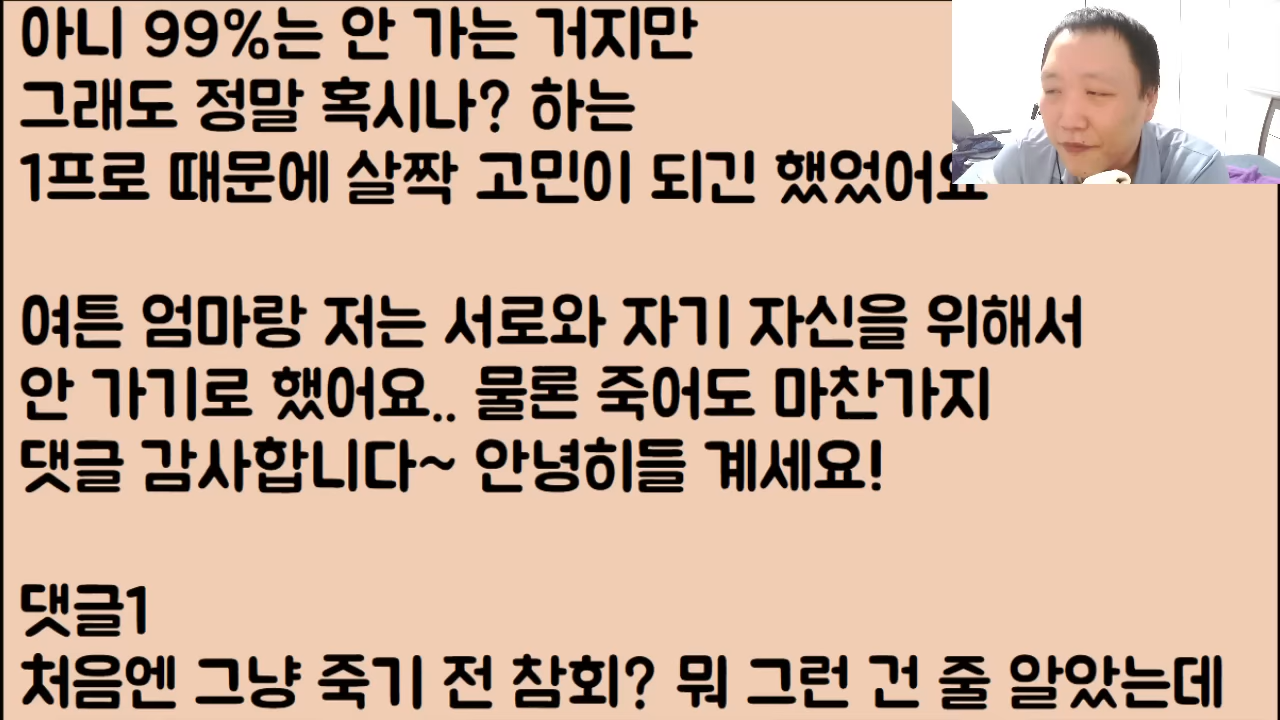 아니 99%는 안 가는 거지만
그래도 정말 혹시나? 하는
1프로 때문에 살짝 고민이 되긴 했었어요
여튼 엄마랑 저는 서로와 자기 자신을 위해서
안 가기로 했어요.. 물론 죽어도 마찬가지
댓글 감사합니다~ 안녕히들 계세요!
댓글1
처음엔 그냥 죽기 전 참회? 뭐 그런 건 줄 알았는데